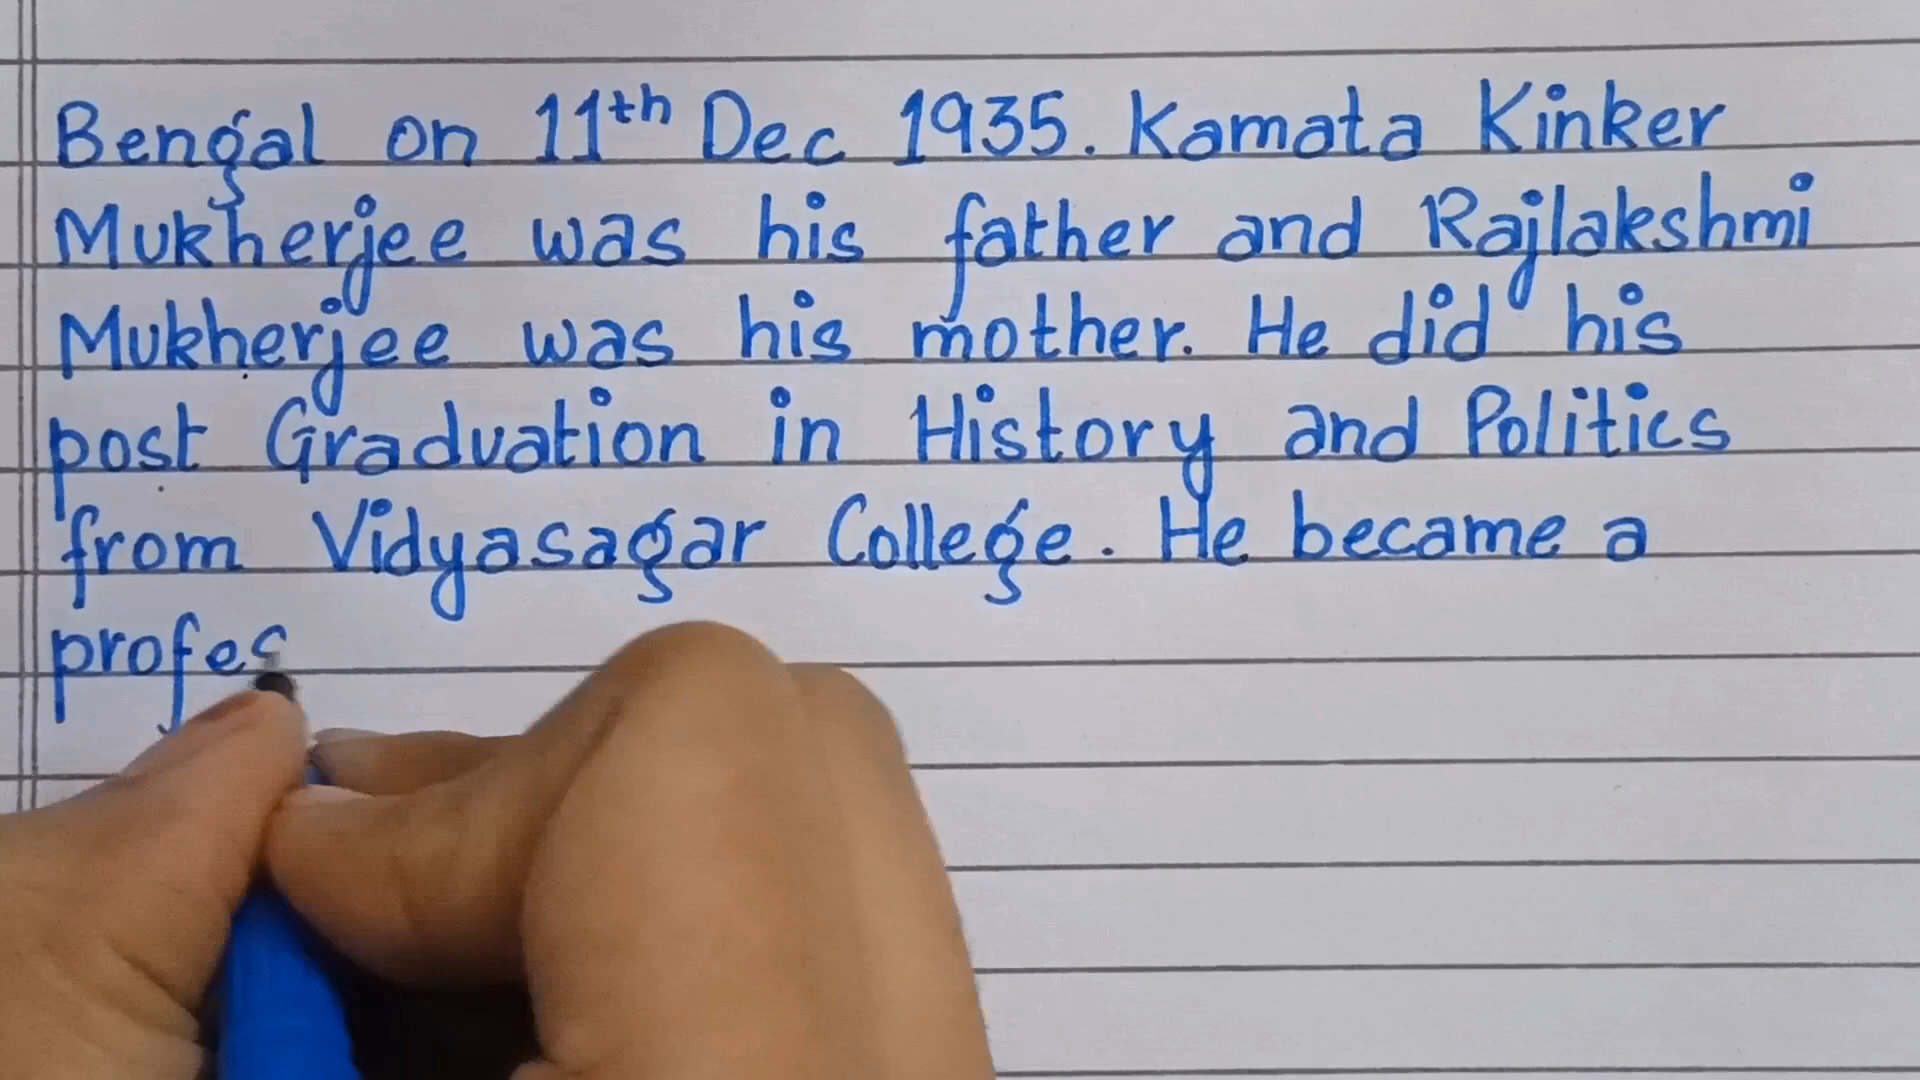 Bengal on 11th Dec 1935. Kamata Kinker
Mukherjee was his father and Rajlakshmi
Mukherjee was his mother. He did his
post Graduation in History and Politics
from Vidyasagar College. He became a
profes